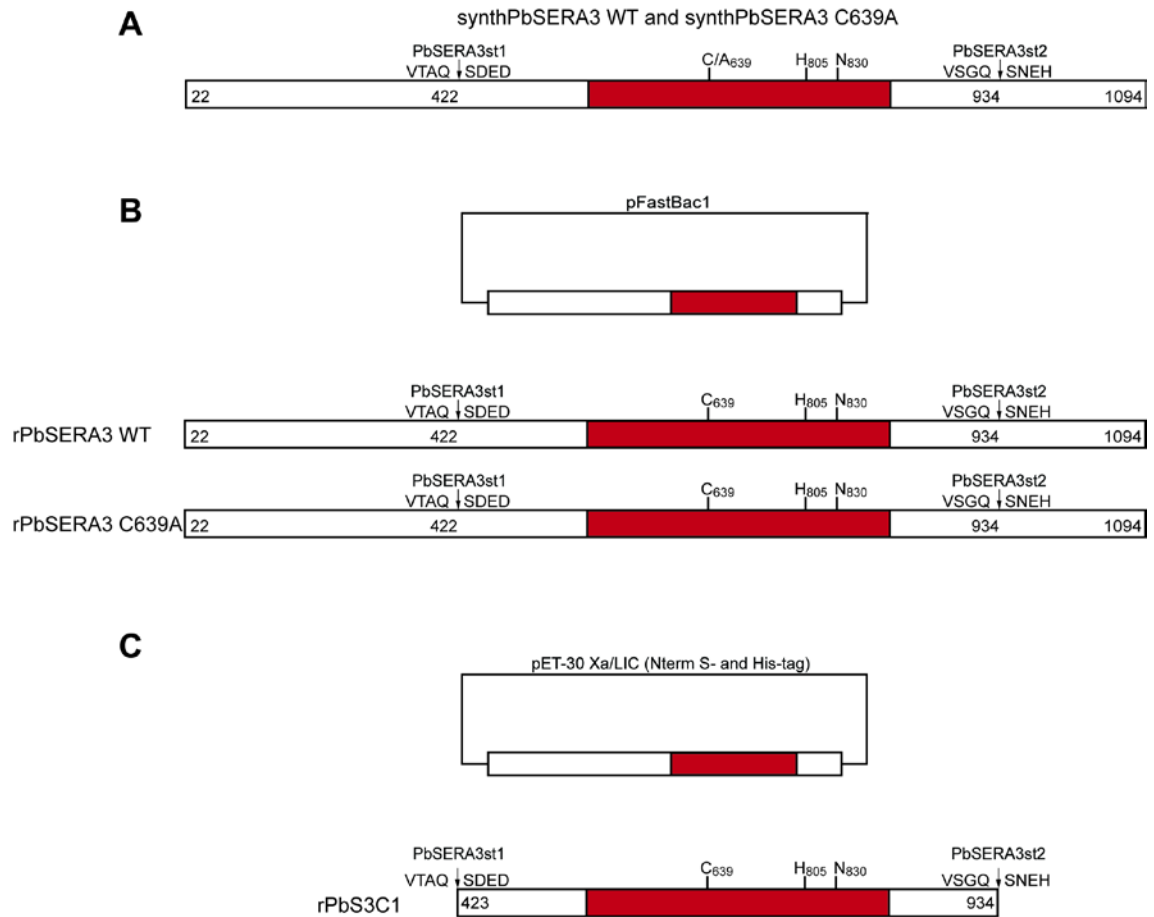 A
synthPbSERA3 WT and synthPbSERA3 C639A
PbSERA3st1
PbSERA3st2
VTAQ SDED
C/A639
H805 N830
VSGQ SNEH
22
422
934
1094
B
pFastBac1
PbSERA3st1
PbSERA3st2
VTAQ SDED
C639
H805 N830
VSGQ SNEH
rPbSERA3 WT
22
422
934
1094
PbSERA3st1
PbSERA3st2
VTAQ SDED
C639
H805 N830
VSGQ SNEH
rPbSERA3 C639A
22
422
934
1094
C
pET-30 Xa/LIC (Nterm S- and His-tag)
PbSERA3st1
PbSERA3st2
VTAQ SDED
C639
H805 N830
VSGQ SNEH
rPbS3C1
423
934